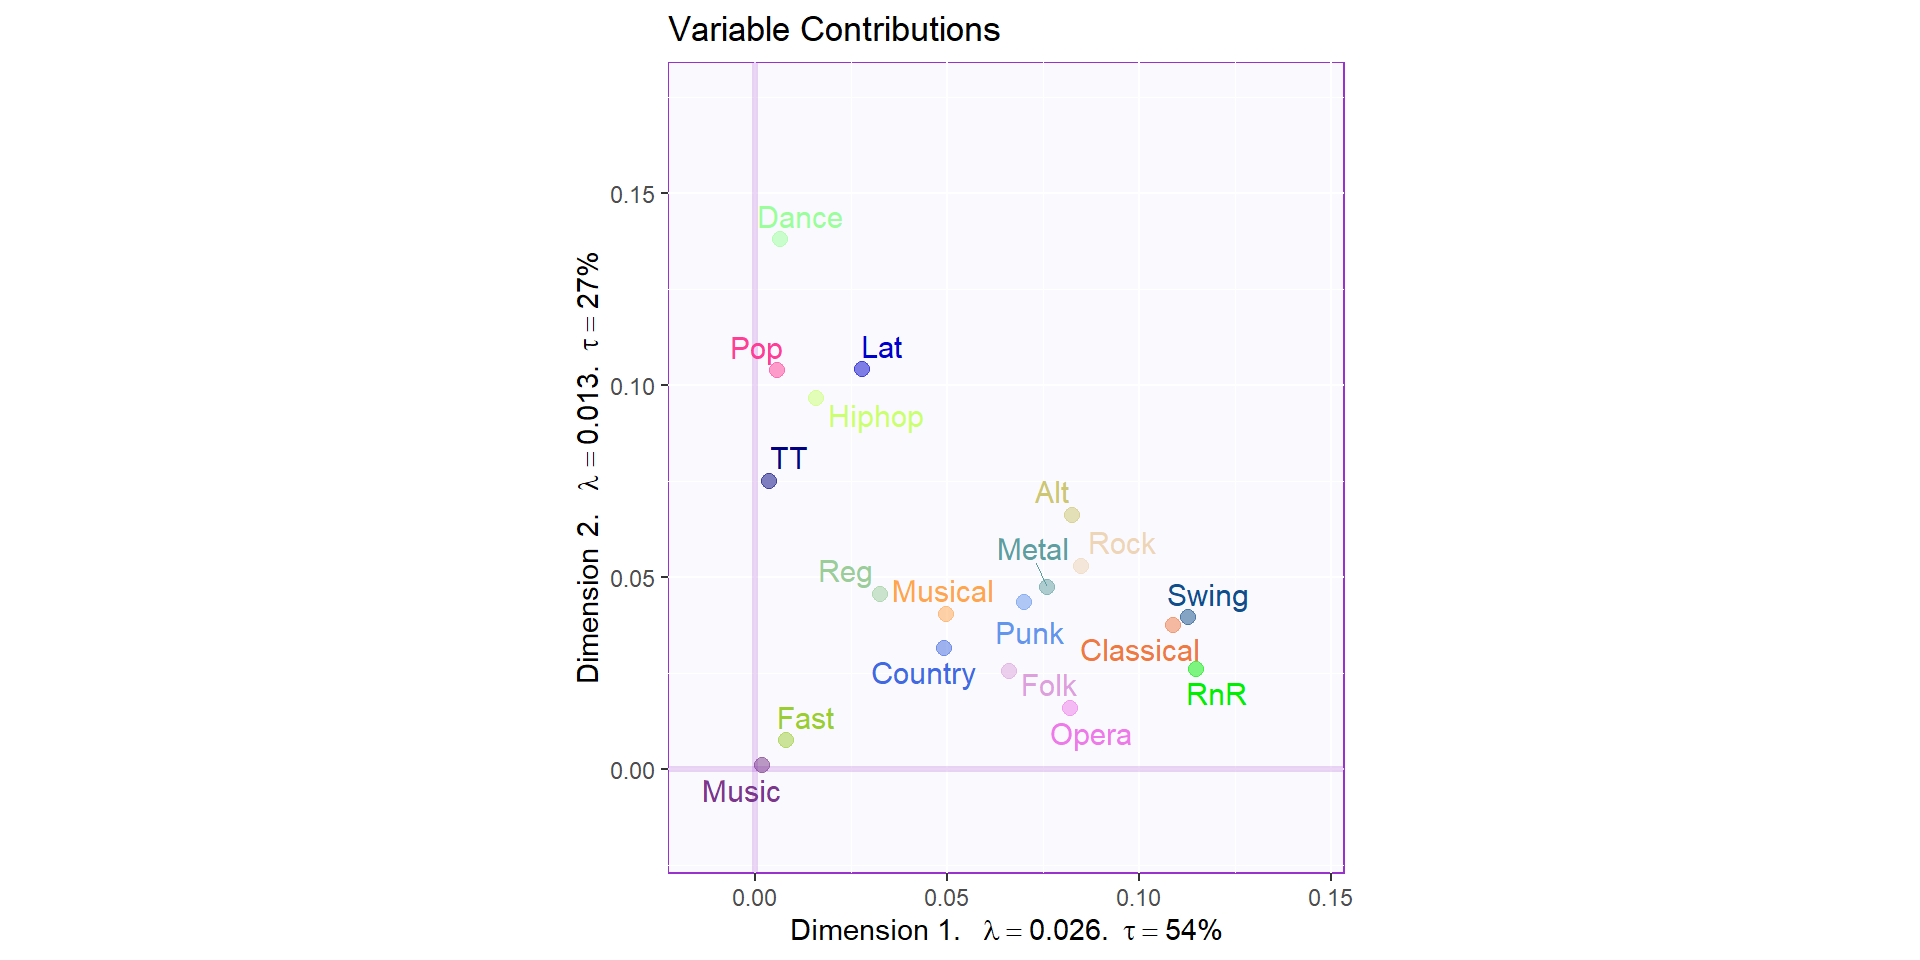 Variable Contributions
0.15
Dance
Pop
Lat
0.10
Hiphop
TT
Alt
Rock
Metal
0.05
Reg
Musical
Swing
Punk
Classical
Country
Folk
RnR
Fast
Opera
0.00
Music
0.00 0.05 0.10 0.15
Dimension 1. λ = 0.026. τ = 54%
Dimension 2. λ = 0.013. τ = 27%